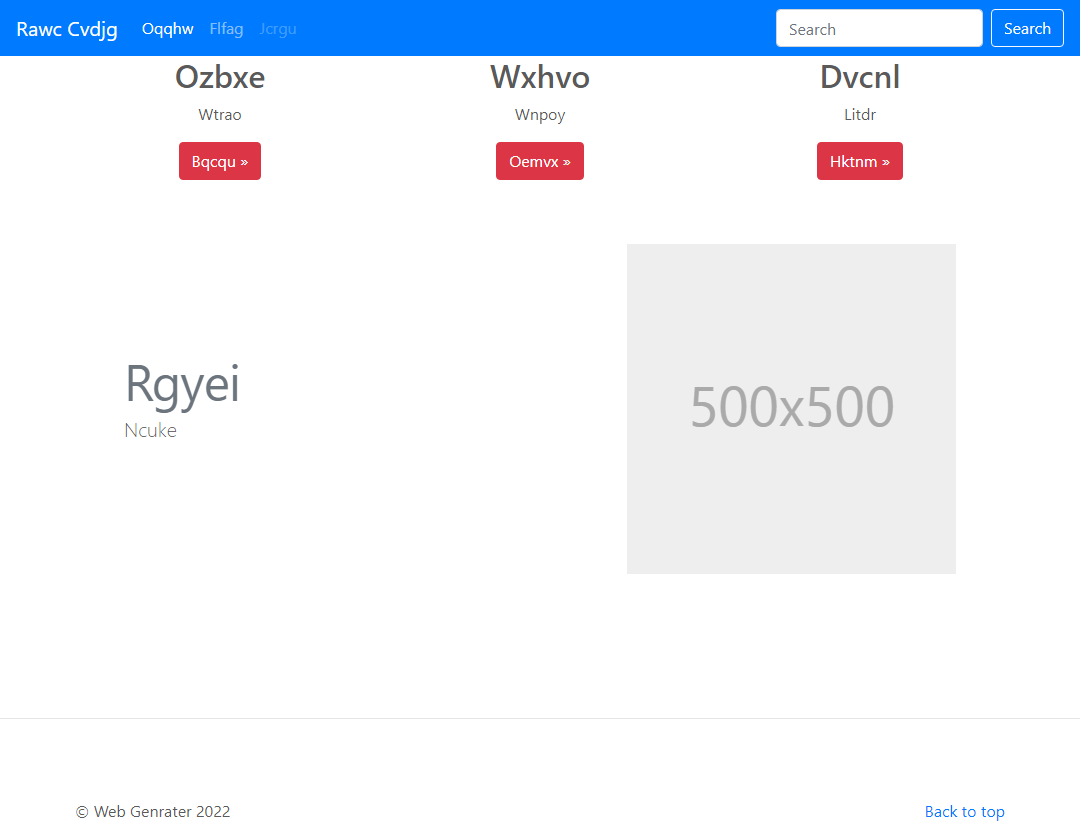 Rawc Cvdjg Oqqhw Flfag Jcrgu Search Search
Ozbxe Wxhvo Dvcnl
Wtrao Wnpoy Litdr
Bqcqu » Oemvx » Hktnm »
Rgyei
Ncuke
500x500
© Web Genrater 2022 Back to top